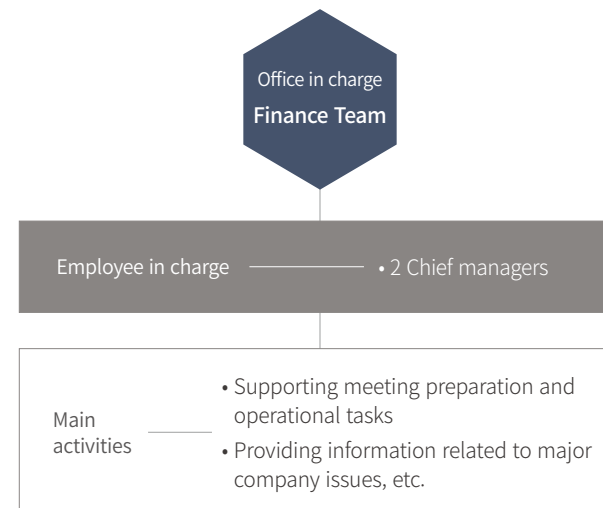 Office in charge
Finance Team
Employee in charge
• 2 Chief managers
Main
activities
• Supporting meeting preparation and
operational tasks
• Providing information related to major
company issues, etc.